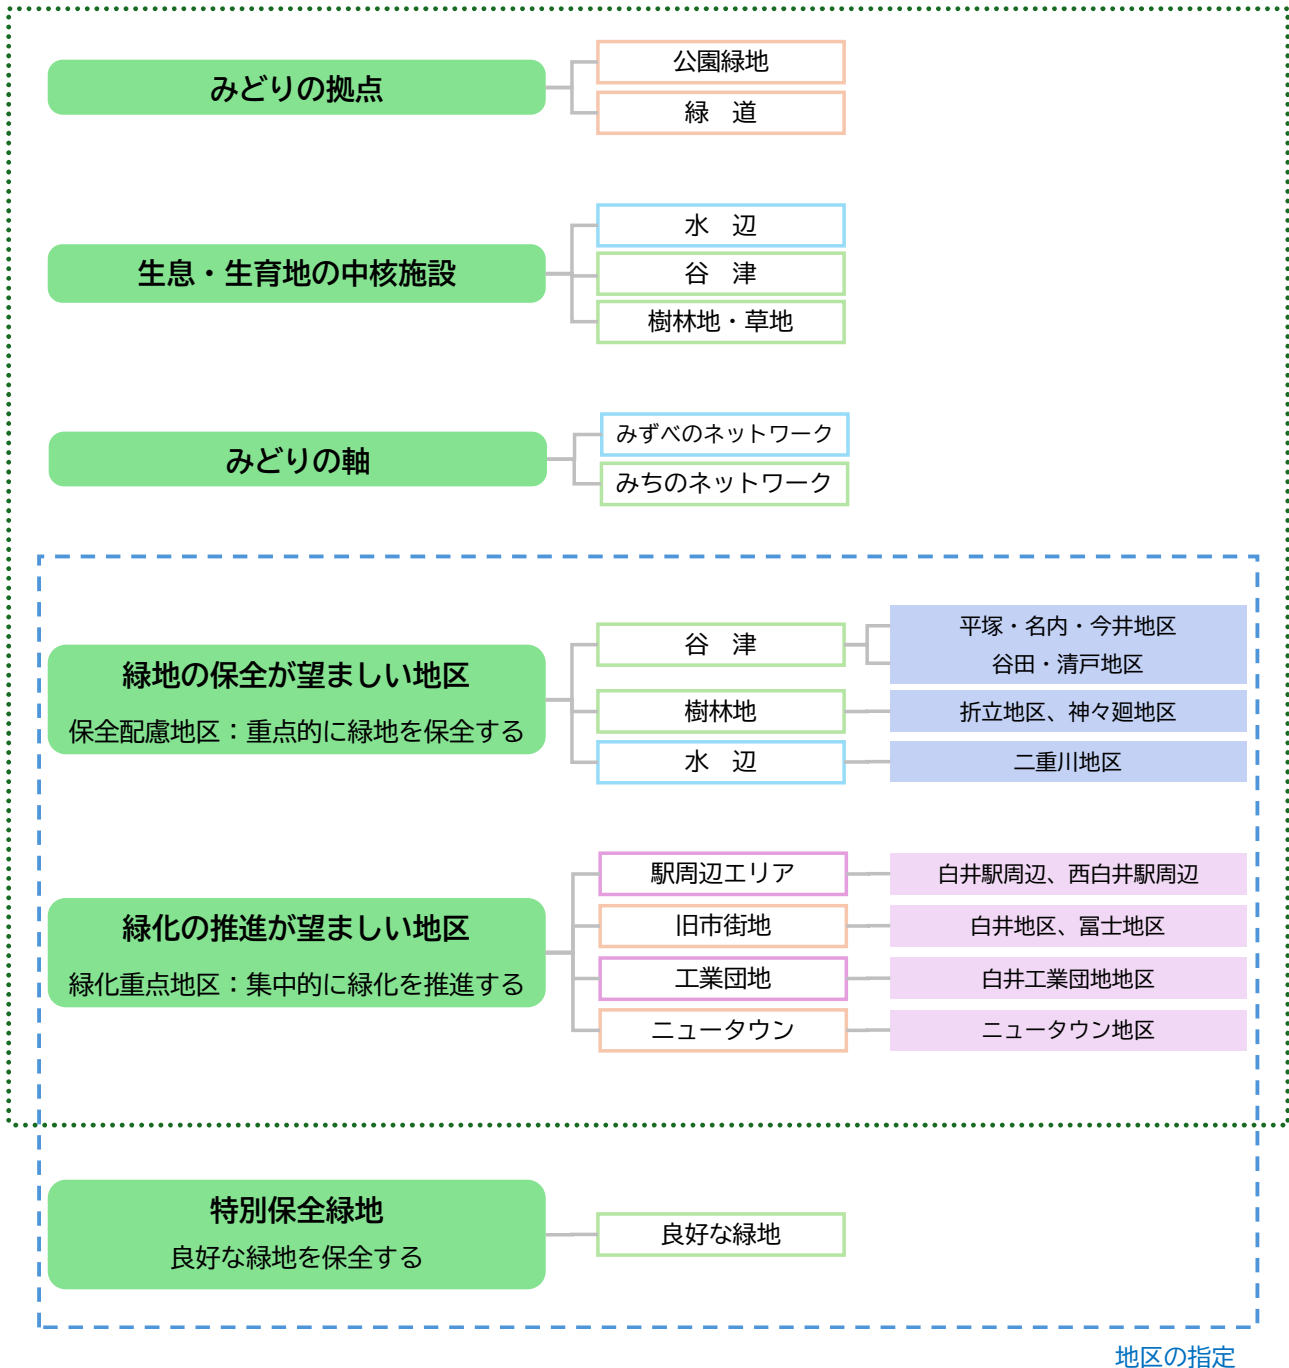 みどりの拠点
公園緑地
緑　道
生息・生育地の中核施設
水　辺
谷　津
樹林地・草地
みどりの軸
みずべのネットワーク
みちのネットワーク
緑地の保全が望ましい地区
保全配慮地区：重点的に緑地を保全する
谷　津
平塚・名内・今井地区
谷田・清戸地区
樹林地
折立地区、神々廻地区
水　辺
二重川地区
緑化の推進が望ましい地区
緑化重点地区：集中的に緑化を推進する
駅周辺エリア
白井駅周辺、西白井駅周辺
旧市街地
白井地区、冨士地区
工業団地
白井工業団地地区
ニュータウン
ニュータウン地区
特別保全緑地
良好な緑地を保全する
良好な緑地
地区の指定